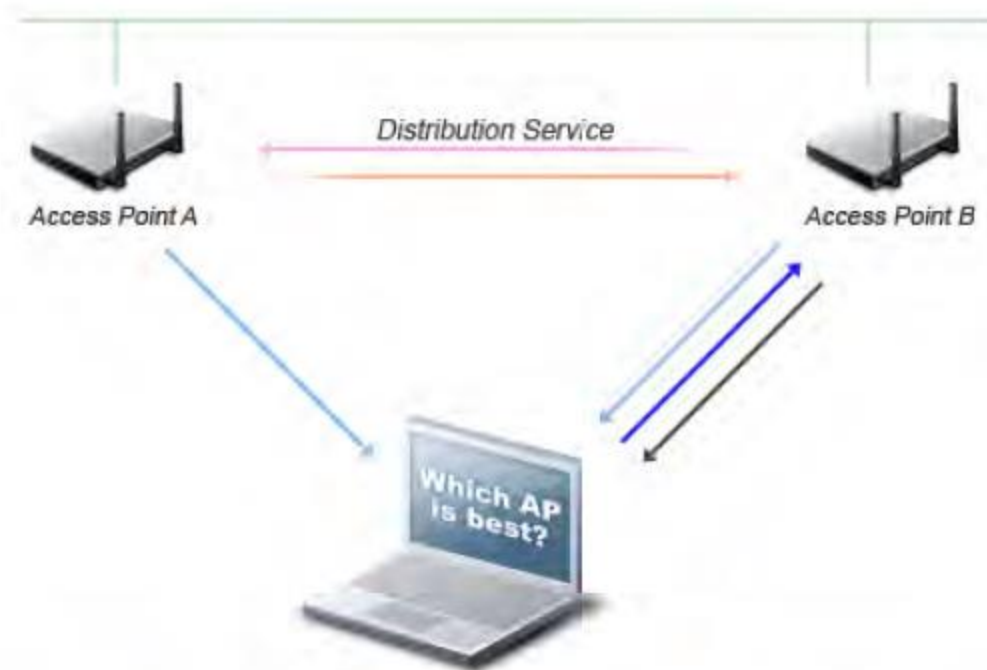 Distribution Service
Access Point A
Access Point B
Which AP
is best?